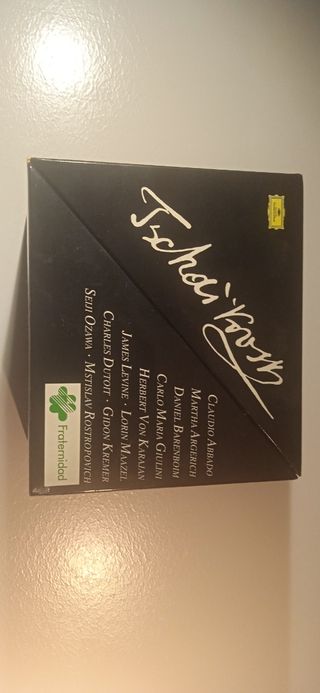 Tschaikowsky
CLAUDIO ABBADO
MARTHA ARGERICH
DANIEL BARENBOIM
CARLO MARIA GIULINI
HERBERT VON KARAJAN
JAMES LEVINE · LORIN MAAZEL
CHARLES DUTOIT · GIDON KREMER
SEIJI OZAWA · MSTISLAV ROSTROPOVICH
Fraternidad